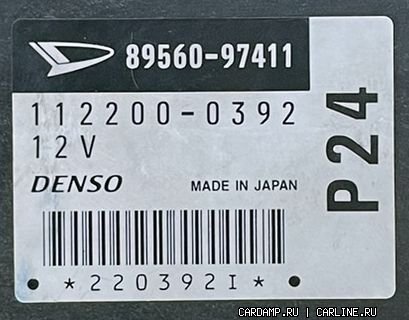 89560-97411
112200-0392
12V
DENSO MADE IN JAPAN
P24
*220392I*
CARDAMP.RU | CARLINE.RU